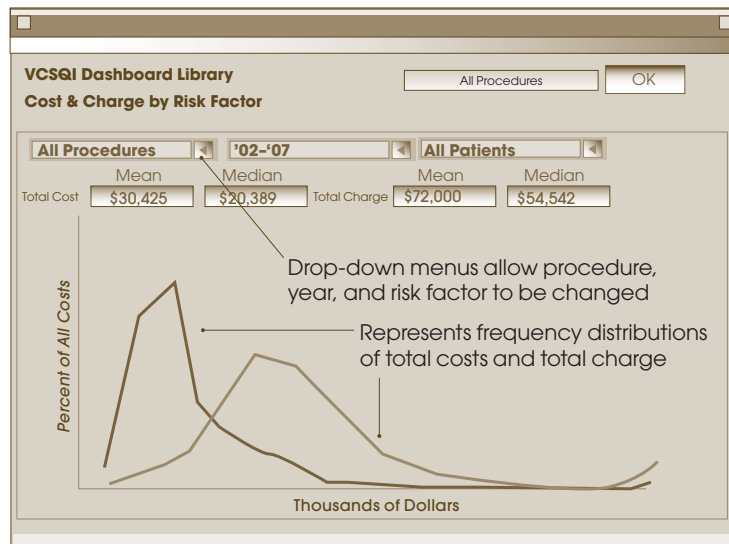 VCSQI Dashboard Library
Cost & Charge by Risk Factor
All Procedures
OK
All Procedures
’02–‘07
All Patients
Mean Median Mean Median
Total Cost $30,425 $20,389 Total Charge $72,000 $54,542
Drop-down menus allow procedure,
year, and risk factor to be changed
Represents frequency distributions
of total costs and total charge
Percent of All Costs
Thousands of Dollars